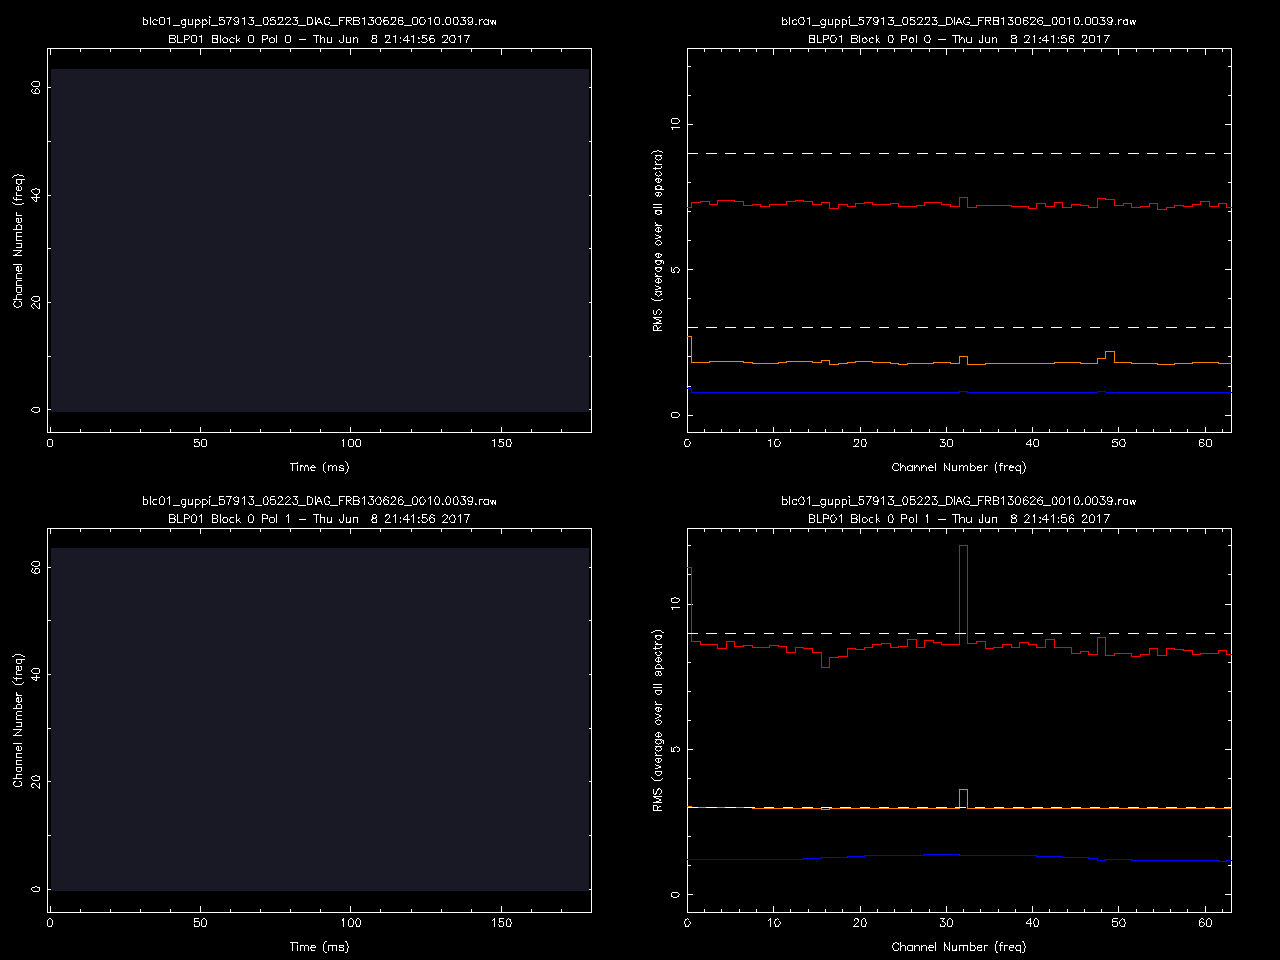 blc01_guppi_57913_05223_DIAG_FRB130626_0010.0039.raw
BLP01 Block 0 Pol 0 – Thu Jun 8 21:41:56 2017
Channel Number (freq)
60
40
20
0
0 50 100 150
Time (ms)
blc01_guppi_57913_05223_DIAG_FRB130626_0010.0039.raw
BLP01 Block 0 Pol 0 – Thu Jun 8 21:41:56 2017
RMS (average over all spectra)
10
5
0
0 10 20 30 40 50 60
Channel Number (freq)
blc01_guppi_57913_05223_DIAG_FRB130626_0010.0039.raw
BLP01 Block 0 Pol 1 – Thu Jun 8 21:41:56 2017
Channel Number (freq)
60
40
20
0
0 50 100 150
Time (ms)
blc01_guppi_57913_05223_DIAG_FRB130626_0010.0039.raw
BLP01 Block 0 Pol 1 – Thu Jun 8 21:41:56 2017
RMS (average over all spectra)
10
5
0
0 10 20 30 40 50 60
Channel Number (freq)